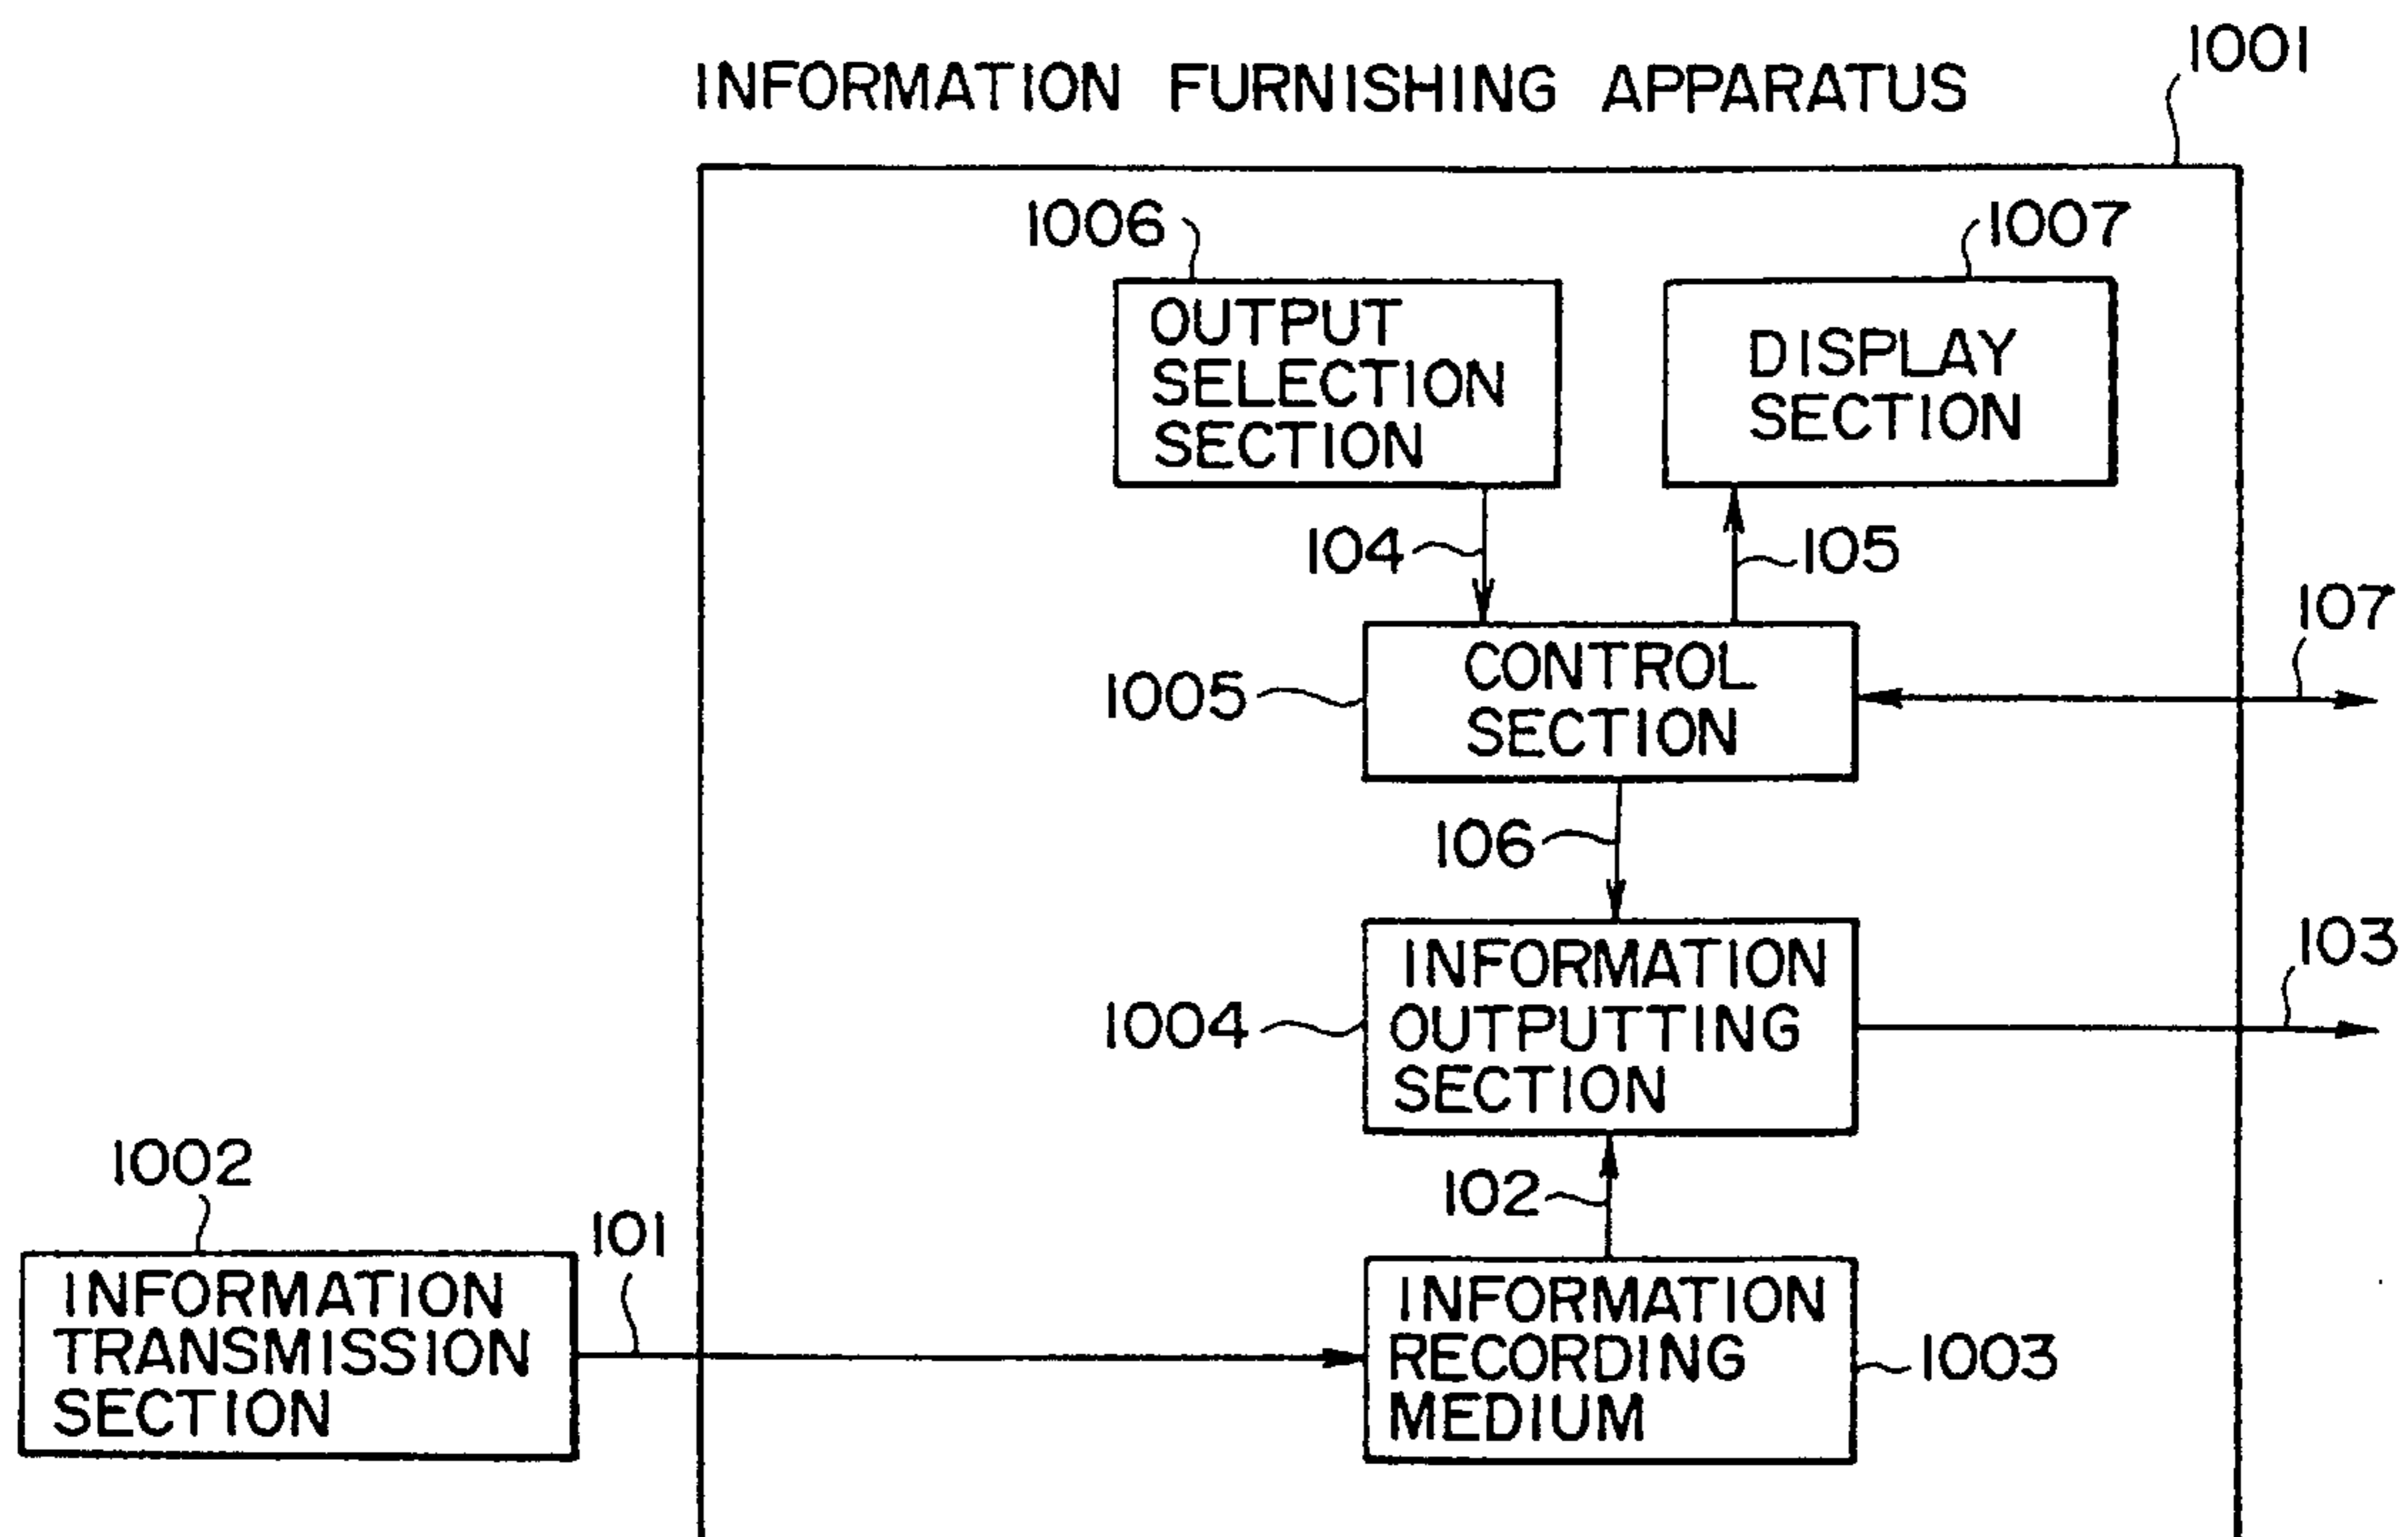 1001
INFORMATION FURNISHING APPARATUS
1006
1007
OUTPUT
SELECTION
SECTION
DISPLAY
SECTION
104
105
107
1005
CONTROL
SECTION
106
103
1004
INFORMATION
OUTPUTTING
SECTION
1002
102
101
INFORMATION
TRANSMISSION
SECTION
INFORMATION
RECORDING
MEDIUM
1003